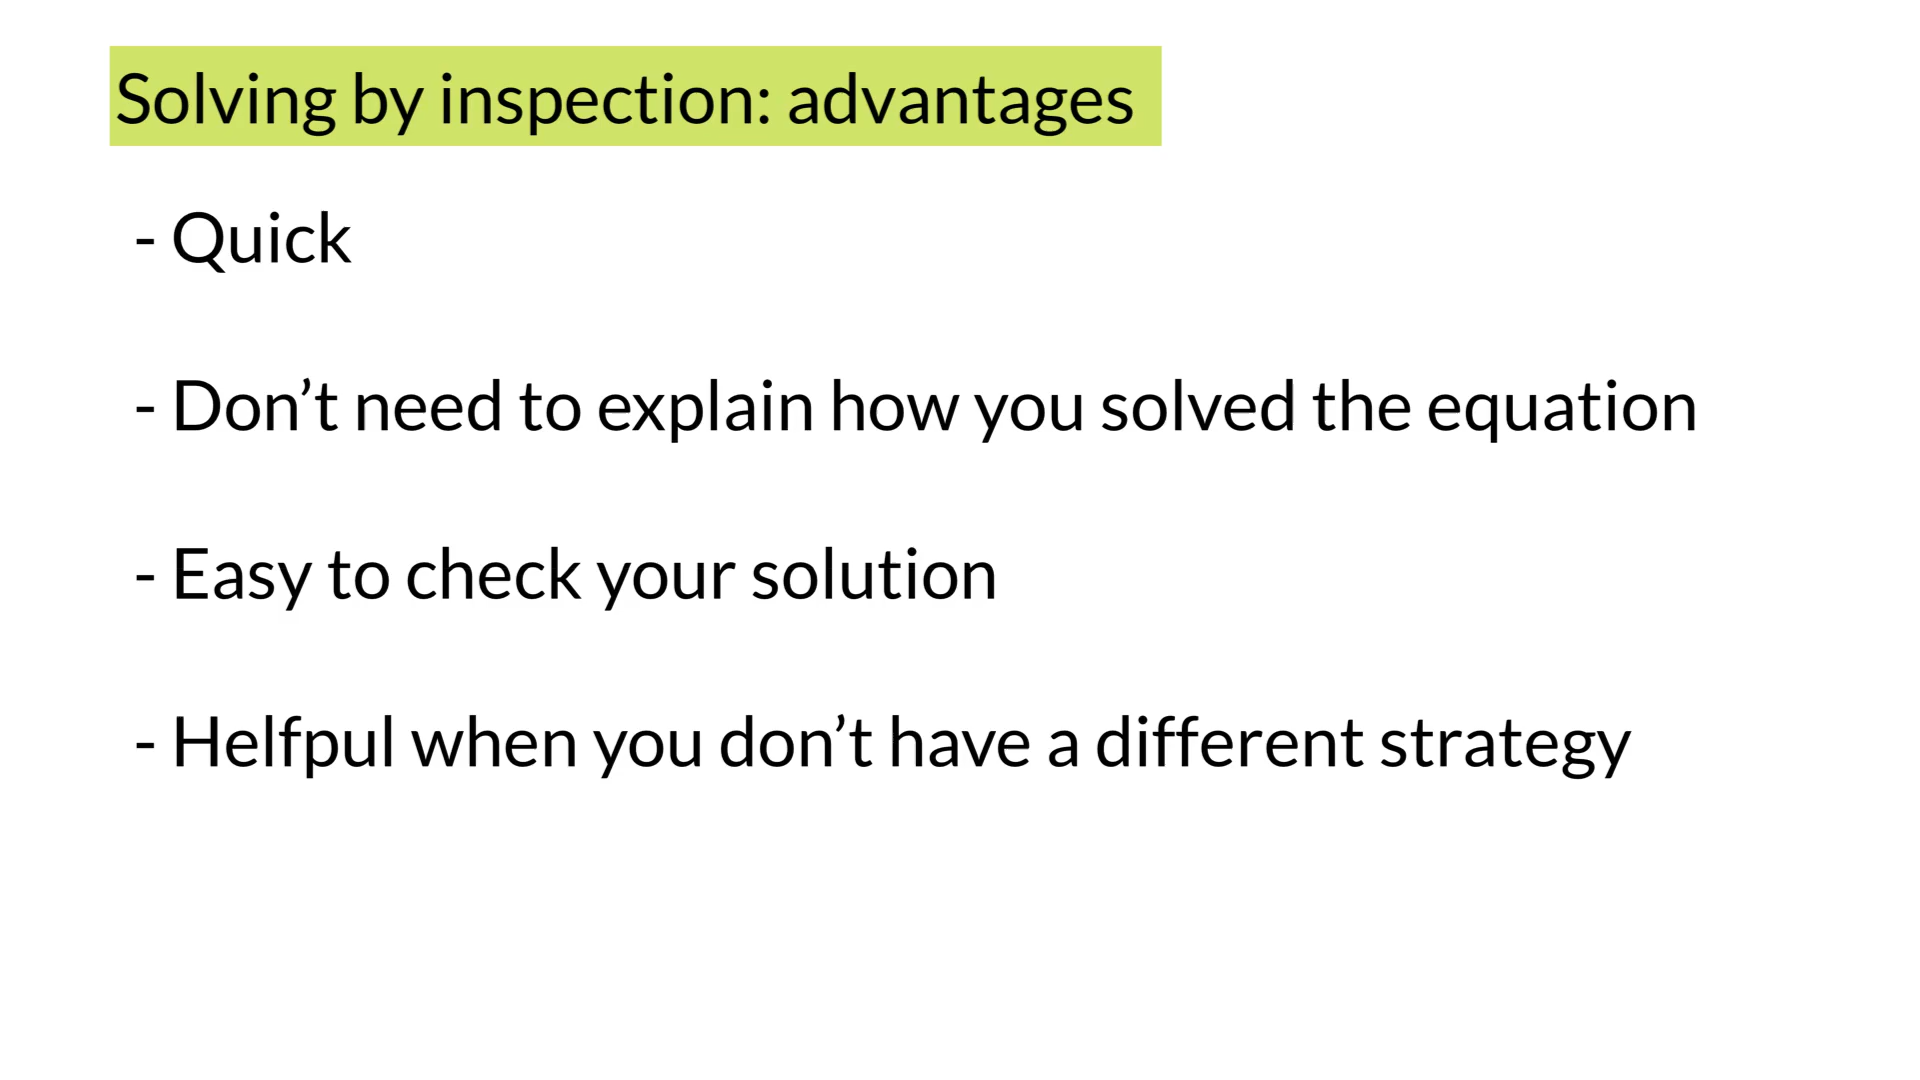 Solving by inspection: advantages
- Quick
- Don’t need to explain how you solved the equation
- Easy to check your solution
- Helfpul when you don’t have a different strategy